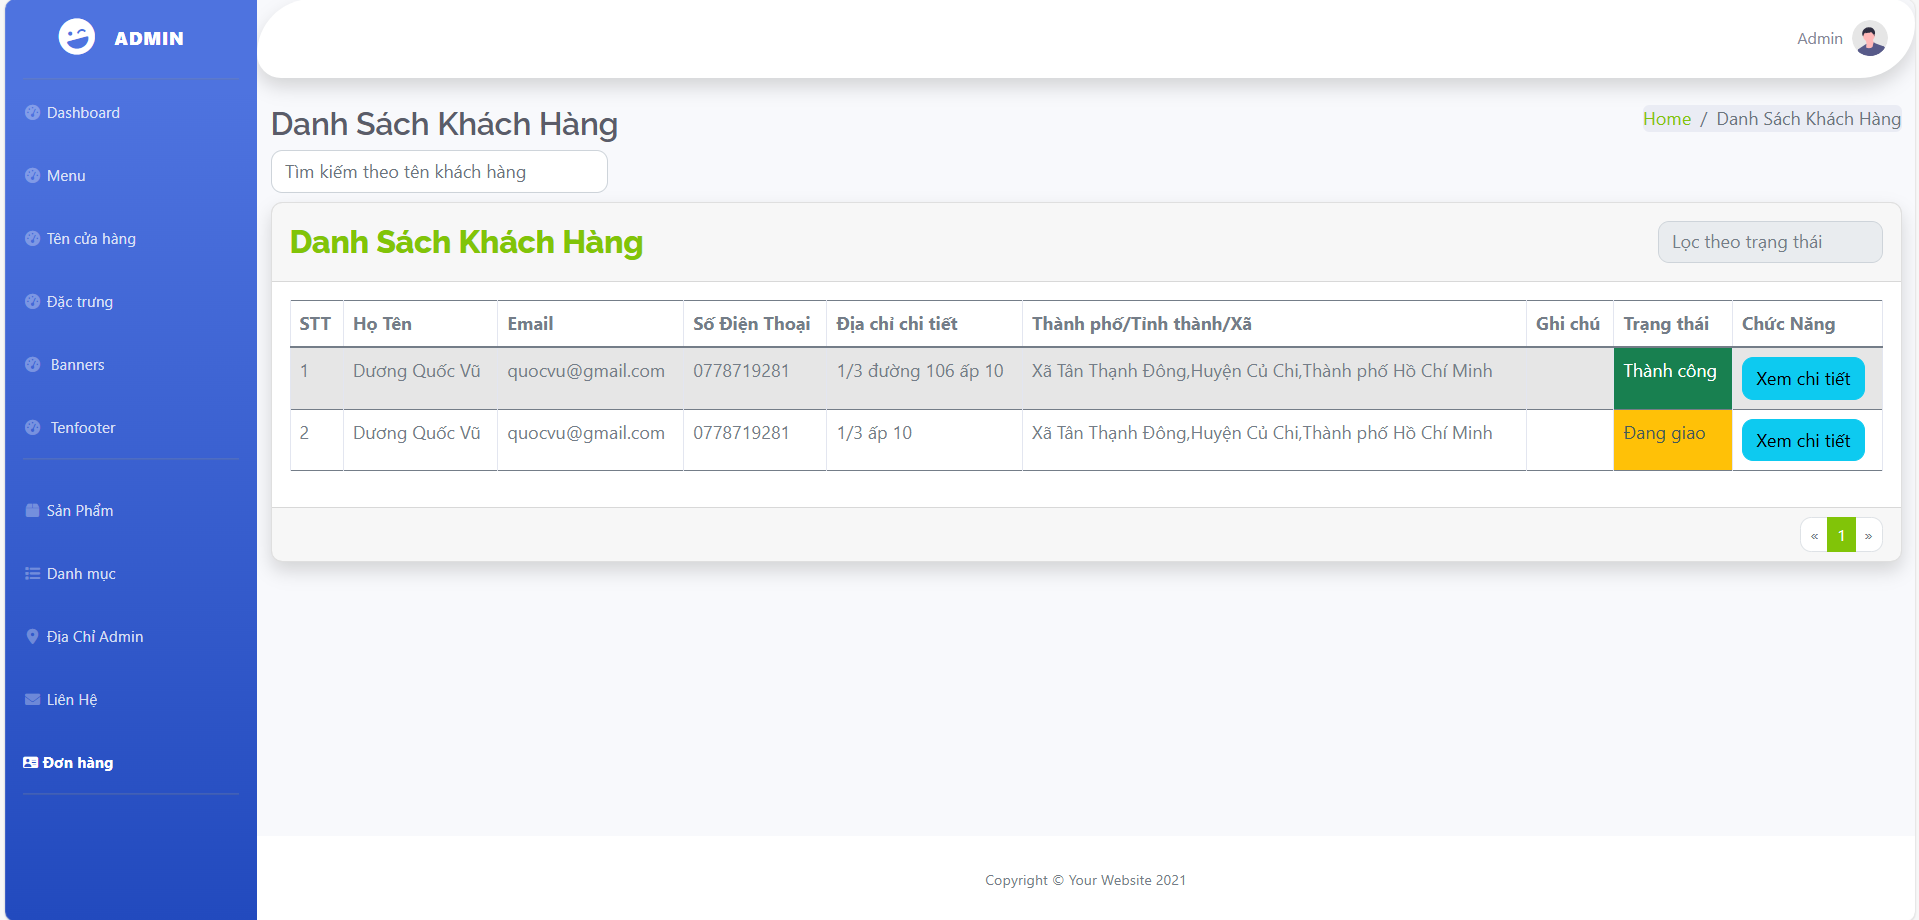 ADMIN
Admin
Dashboard
Menu
Tên cửa hàng
Đặc trưng
Banners
Tenfooter
Sản Phẩm
Danh mục
Địa Chỉ Admin
Liên Hệ
Đơn hàng
Danh Sách Khách Hàng
Home / Danh Sách Khách Hàng
Tìm kiếm theo tên khách hàng
Danh Sách Khách Hàng
Lọc theo trạng thái
STT Họ Tên Email Số Điện Thoại Địa chỉ chi tiết Thành phố/Tỉnh thành/Xã Ghi chú Trạng thái Chức Năng
1 Dương Quốc Vũ quocvu@gmail.com 0778719281 1/3 đường 106 ấp 10 Xã Tân Thạnh Đông,Huyện Củ Chi,Thành phố Hồ Chí Minh Thành công Xem chi tiết
2 Dương Quốc Vũ quocvu@gmail.com 0778719281 1/3 ấp 10 Xã Tân Thạnh Đông,Huyện Củ Chi,Thành phố Hồ Chí Minh Đang giao Xem chi tiết
« 1 »
Copyright © Your Website 2021